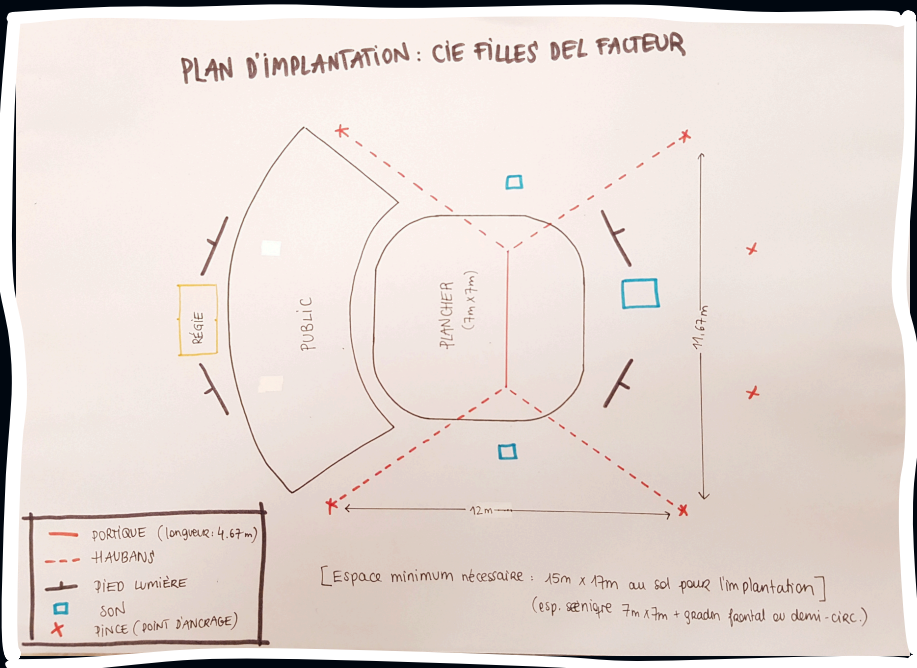 PLAN D'IMPLANTATION : CIE FILLES DEL FACTEUR
RÉGIE
PUBLIC
PLANCHER
(7m x 7m)
11,67m
12m
PORTIQUE (longueur: 4.67m)
HAUBANS
PIED LUMIÈRE
SON
PINCE (POINT D'ANCRAGE)
[Espace minimum nécessaire : 15m x 17m au sol pour l'implantation]
(esp. scénique 7m x 7m + gradin frontal ou demi-circ.)